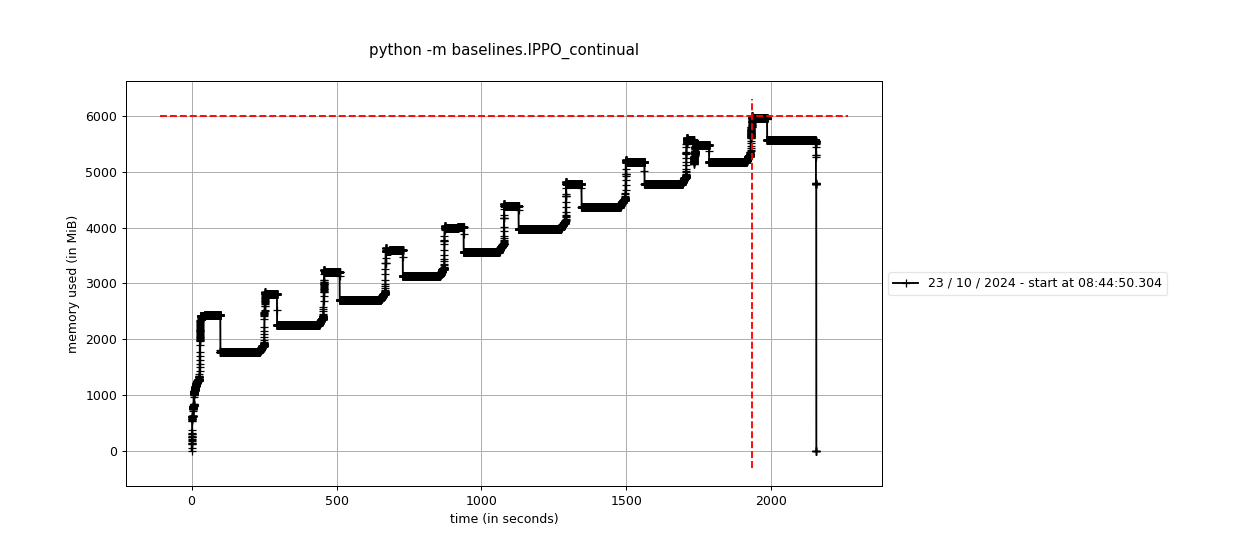 python -m baselines.IPPO_continual
6000
5000
4000
3000
2000
1000
0
memory used (in MiB)
0 500 1000 1500 2000
time (in seconds)
23 / 10 / 2024 - start at 08:44:50.304